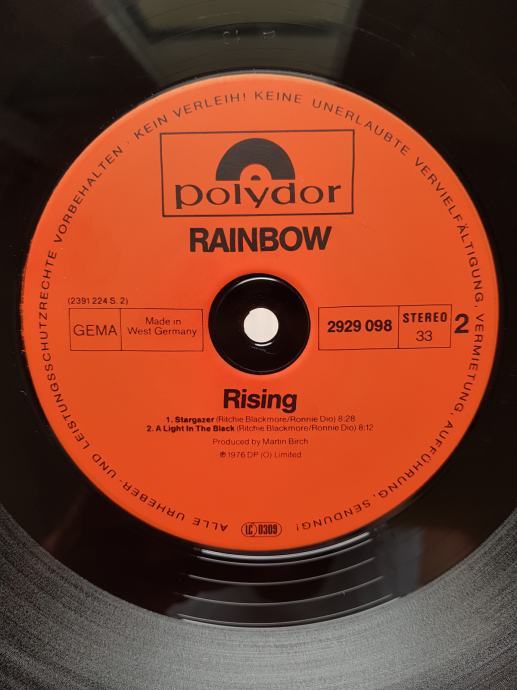 ALLE URHEBER- UND LEISTUNGSSCHUTZRECHTE VORBEHALTEN · KEIN VERLEIH! KEINE UNERLAUBTE VERVIELFÄLTIGUNG, VERMIETUNG, AUFFÜHRUNG, SENDUNG!
polydor
RAINBOW
(2391 224 S. 2)
GEMA
Made in
West Germany
2929 098
STEREO
33
2
Rising
1. Stargazer (Ritchie Blackmore/Ronnie Dio) 8:28
2. A Light In The Black (Ritchie Blackmore/Ronnie Dio) 8:12
Produced by Martin Birch
℗ 1976 DP (O) Limited
LC 0309